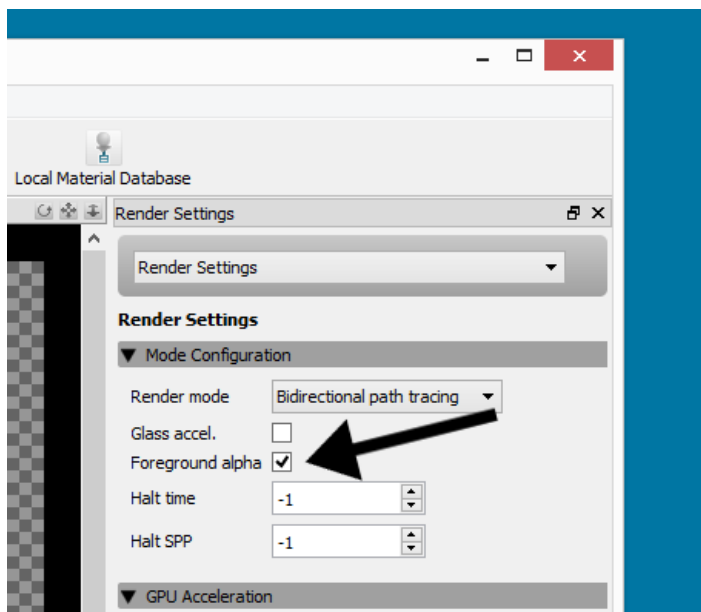 Local Material Database
Render Settings
Render Settings
Render Settings
Mode Configuration
Render mode Bidirectional path tracing
Glass accel.
Foreground alpha
Halt time -1
Halt SPP -1
GPU Acceleration